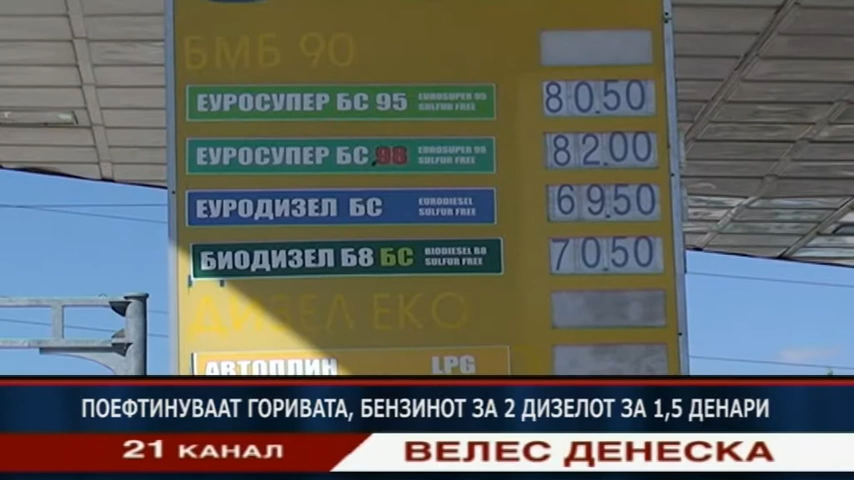 БМБ 90
ЕУРОСУПЕР БС 95 EUROSUPER 95 SULFUR FREE 80.50
ЕУРОСУПЕР БС 98 EUROSUPER 98 SULFUR FREE 82.00
ЕУРОДИЗЕЛ БС EURODIESEL SULFUR FREE 69.50
БИОДИЗЕЛ Б8 БС BIODIESEL B8 SULFUR FREE 70.50
ДИЗЕЛ ЕКО
АВТОПЛИН LPG
ПОЕФТИНУВААТ ГОРИВАТА, БЕНЗИНОТ ЗА 2 ДИЗЕЛОТ ЗА 1,5 ДЕНАРИ
21 КАНАЛ ВЕЛЕС ДЕНЕСКА